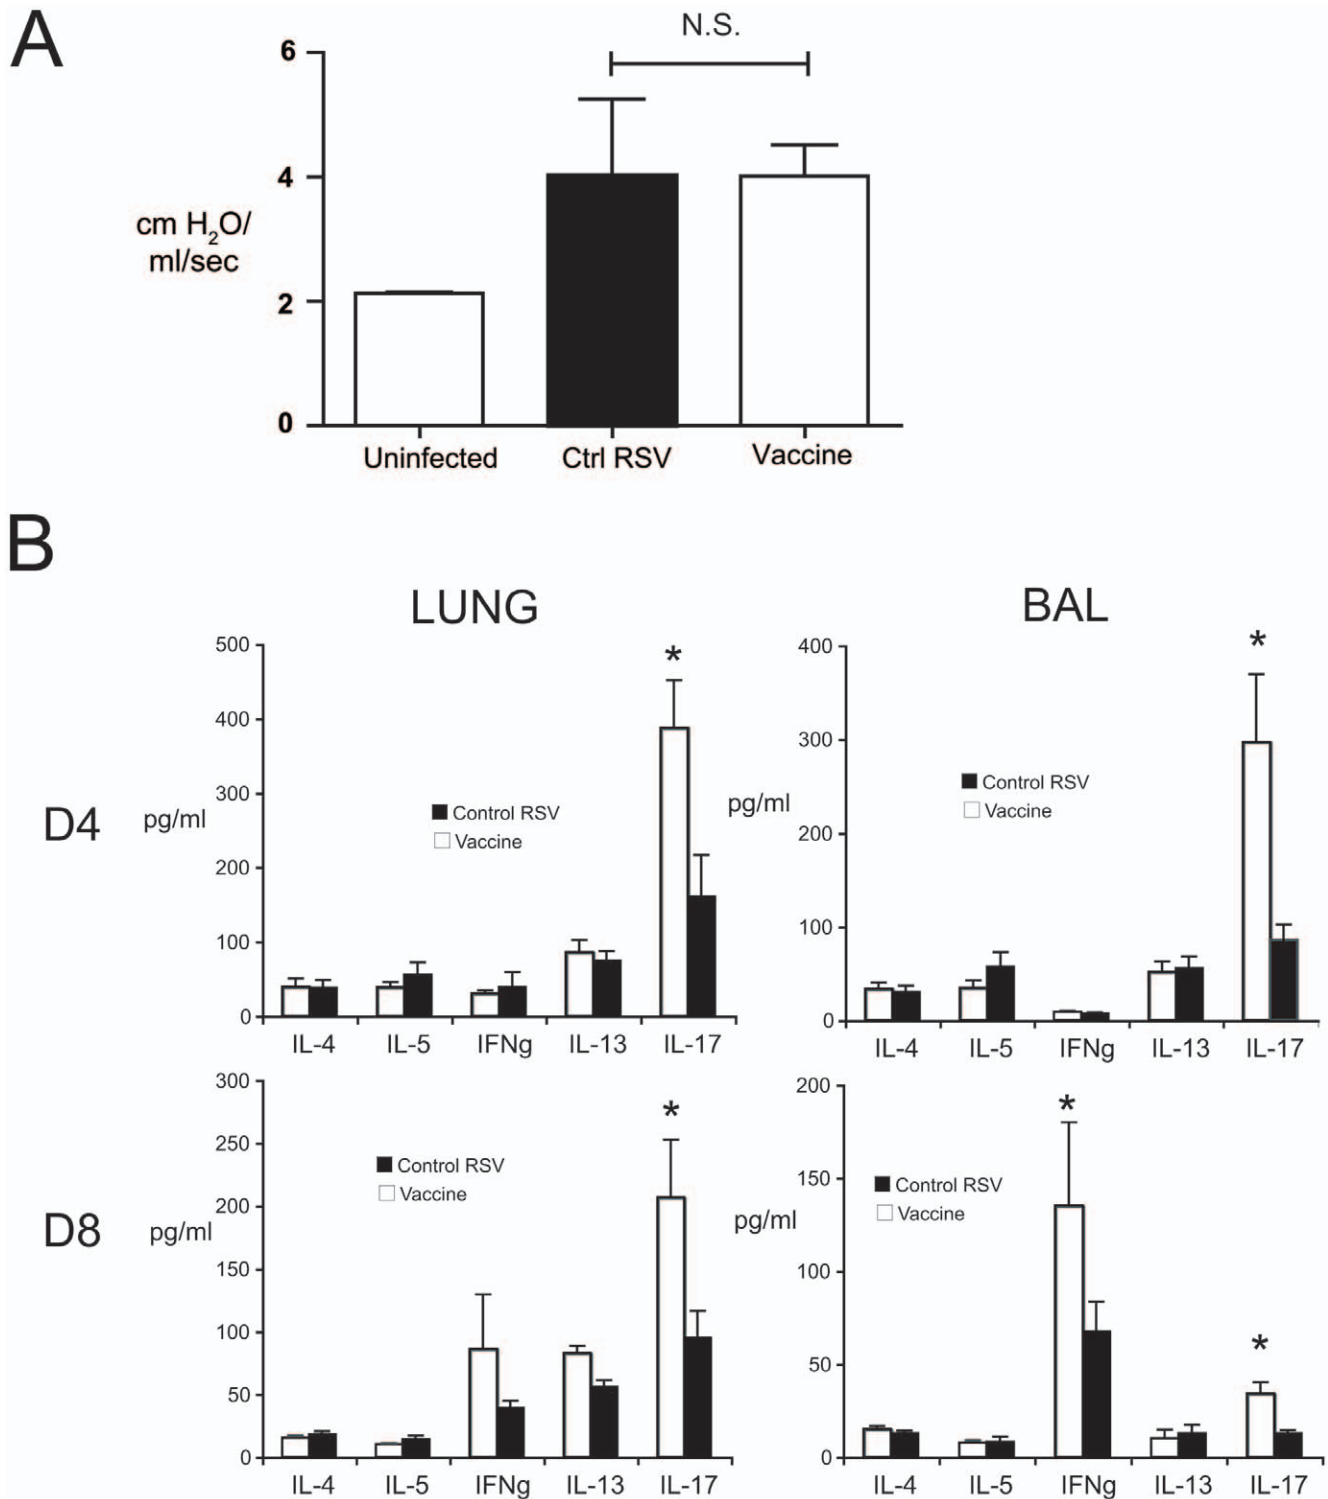 A
N.S.
6
4
cm H2O/
ml/sec
2
0
Uninfected Ctrl RSV Vaccine
B
LUNG BAL
D4
500
400
300
pg/ml
200
100
0
Control RSV
Vaccine
*
IL-4 IL-5 IFNg IL-13 IL-17
400
300
pg/ml
200
100
0
Control RSV
Vaccine
*
IL-4 IL-5 IFNg IL-13 IL-17
D8
300
250
200
pg/ml
150
100
50
0
Control RSV
Vaccine
*
IL-4 IL-5 IFNg IL-13 IL-17
200
150
pg/ml
100
50
0
Control RSV
Vaccine
*
*
IL-4 IL-5 IFNg IL-13 IL-17